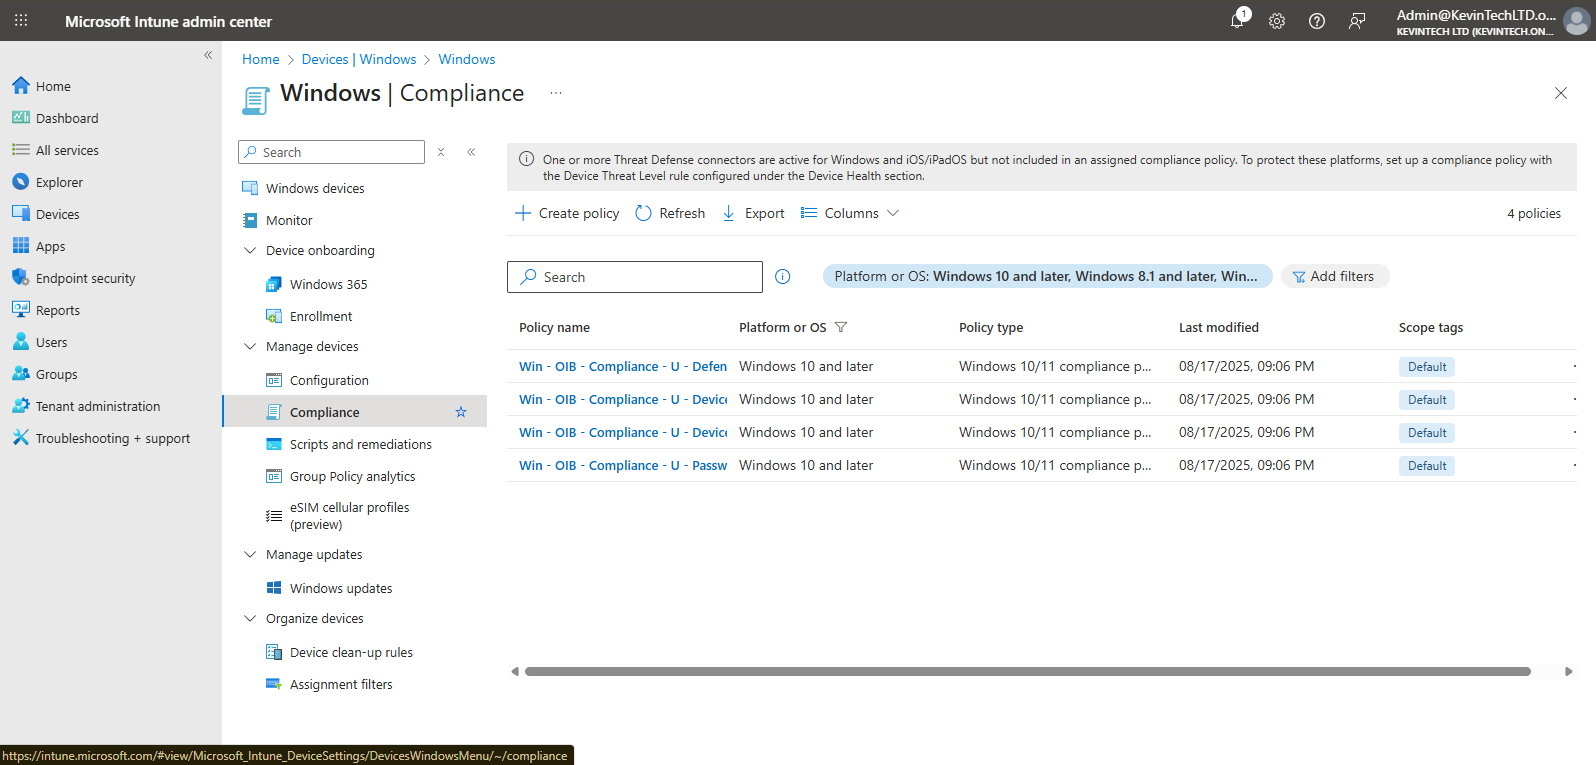 Microsoft Intune admin center
1
Admin@KevinTechLTD.o...
KEVINTECH LTD (KEVINTECH.ON...
Home
Dashboard
All services
Explorer
Devices
Apps
Endpoint security
Reports
Users
Groups
Tenant administration
Troubleshooting + support
Home > Devices | Windows > Windows
Windows | Compliance ...
Search
Windows devices
Monitor
Device onboarding
Windows 365
Enrollment
Manage devices
Configuration
Compliance
Scripts and remediations
Group Policy analytics
eSIM cellular profiles
(preview)
Manage updates
Windows updates
Organize devices
Device clean-up rules
Assignment filters
One or more Threat Defense connectors are active for Windows and iOS/iPadOS but not included in an assigned compliance policy. To protect these platforms, set up a compliance policy with
the Device Threat Level rule configured under the Device Health section.
Create policy Refresh Export Columns 4 policies
Search Platform or OS: Windows 10 and later, Windows 8.1 and later, Win... Add filters
Policy name Platform or OS Policy type Last modified Scope tags
Win - OIB - Compliance - U - Defen Windows 10 and later Windows 10/11 compliance p... 08/17/2025, 09:06 PM Default
Win - OIB - Compliance - U - Device Windows 10 and later Windows 10/11 compliance p... 08/17/2025, 09:06 PM Default
Win - OIB - Compliance - U - Device Windows 10 and later Windows 10/11 compliance p... 08/17/2025, 09:06 PM Default
Win - OIB - Compliance - U - Passw Windows 10 and later Windows 10/11 compliance p... 08/17/2025, 09:06 PM Default
https://intune.microsoft.com/#view/Microsoft_Intune_DeviceSettings/DevicesWindowsMenu/~/compliance